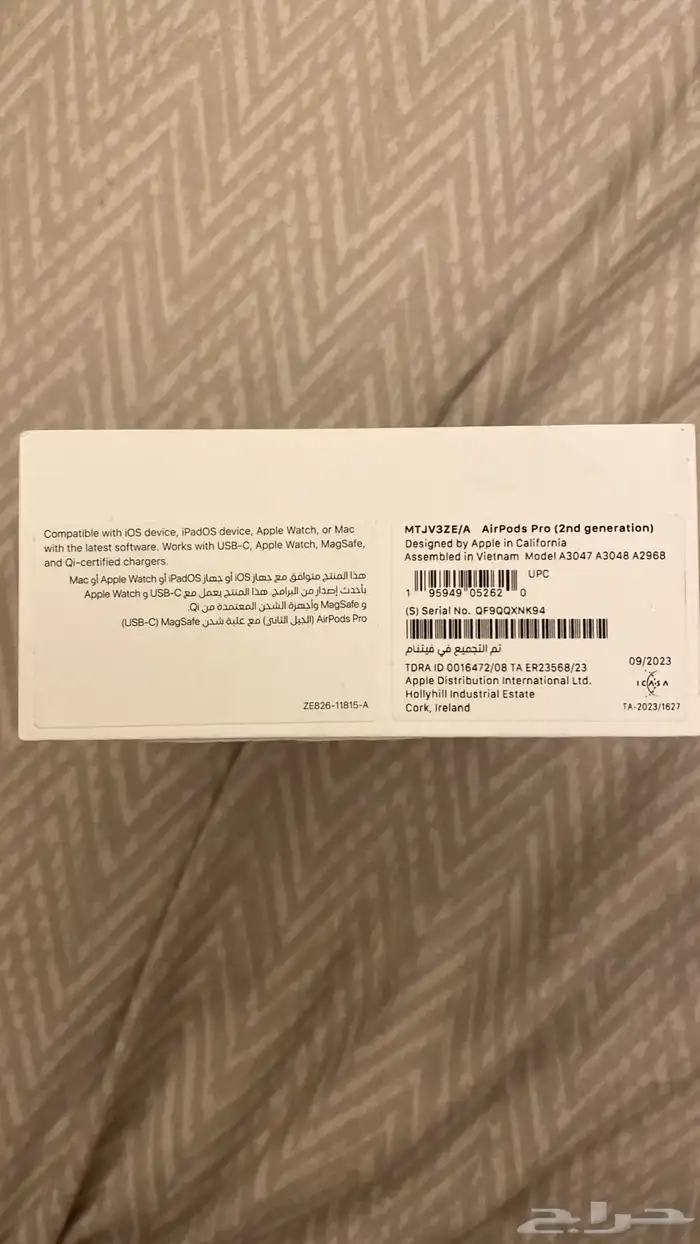 Compatible with iOS device, iPadOS device, Apple Watch, or Mac
with the latest software. Works with USB-C, Apple Watch, MagSafe,
and Qi-certified chargers.
هذا المنتج متوافق مع جهاز iOS أو جهاز iPadOS أو Apple Watch أو Mac
بأحدث إصدار من البرامج. هذا المنتج يعمل مع USB-C و Apple Watch
و MagSafe وأجهزة الشحن المعتمدة من Qi.
AirPods Pro (الجيل الثاني) مع علبة شحن MagSafe (USB-C)
ZE826-11815-A
MTJV3ZE/A AirPods Pro (2nd generation)
Designed by Apple in California
Assembled in Vietnam Model A3047 A3048 A2968
UPC
1 95949 05262 0
(S) Serial No. QF9QQXNK94
تم التجميع في فيتنام
TDRA ID 0016472/08 TA ER23568/23
Apple Distribution International Ltd.
Hollyhill Industrial Estate
Cork, Ireland
09/2023
ICASA
TA-2023/1627
حراج